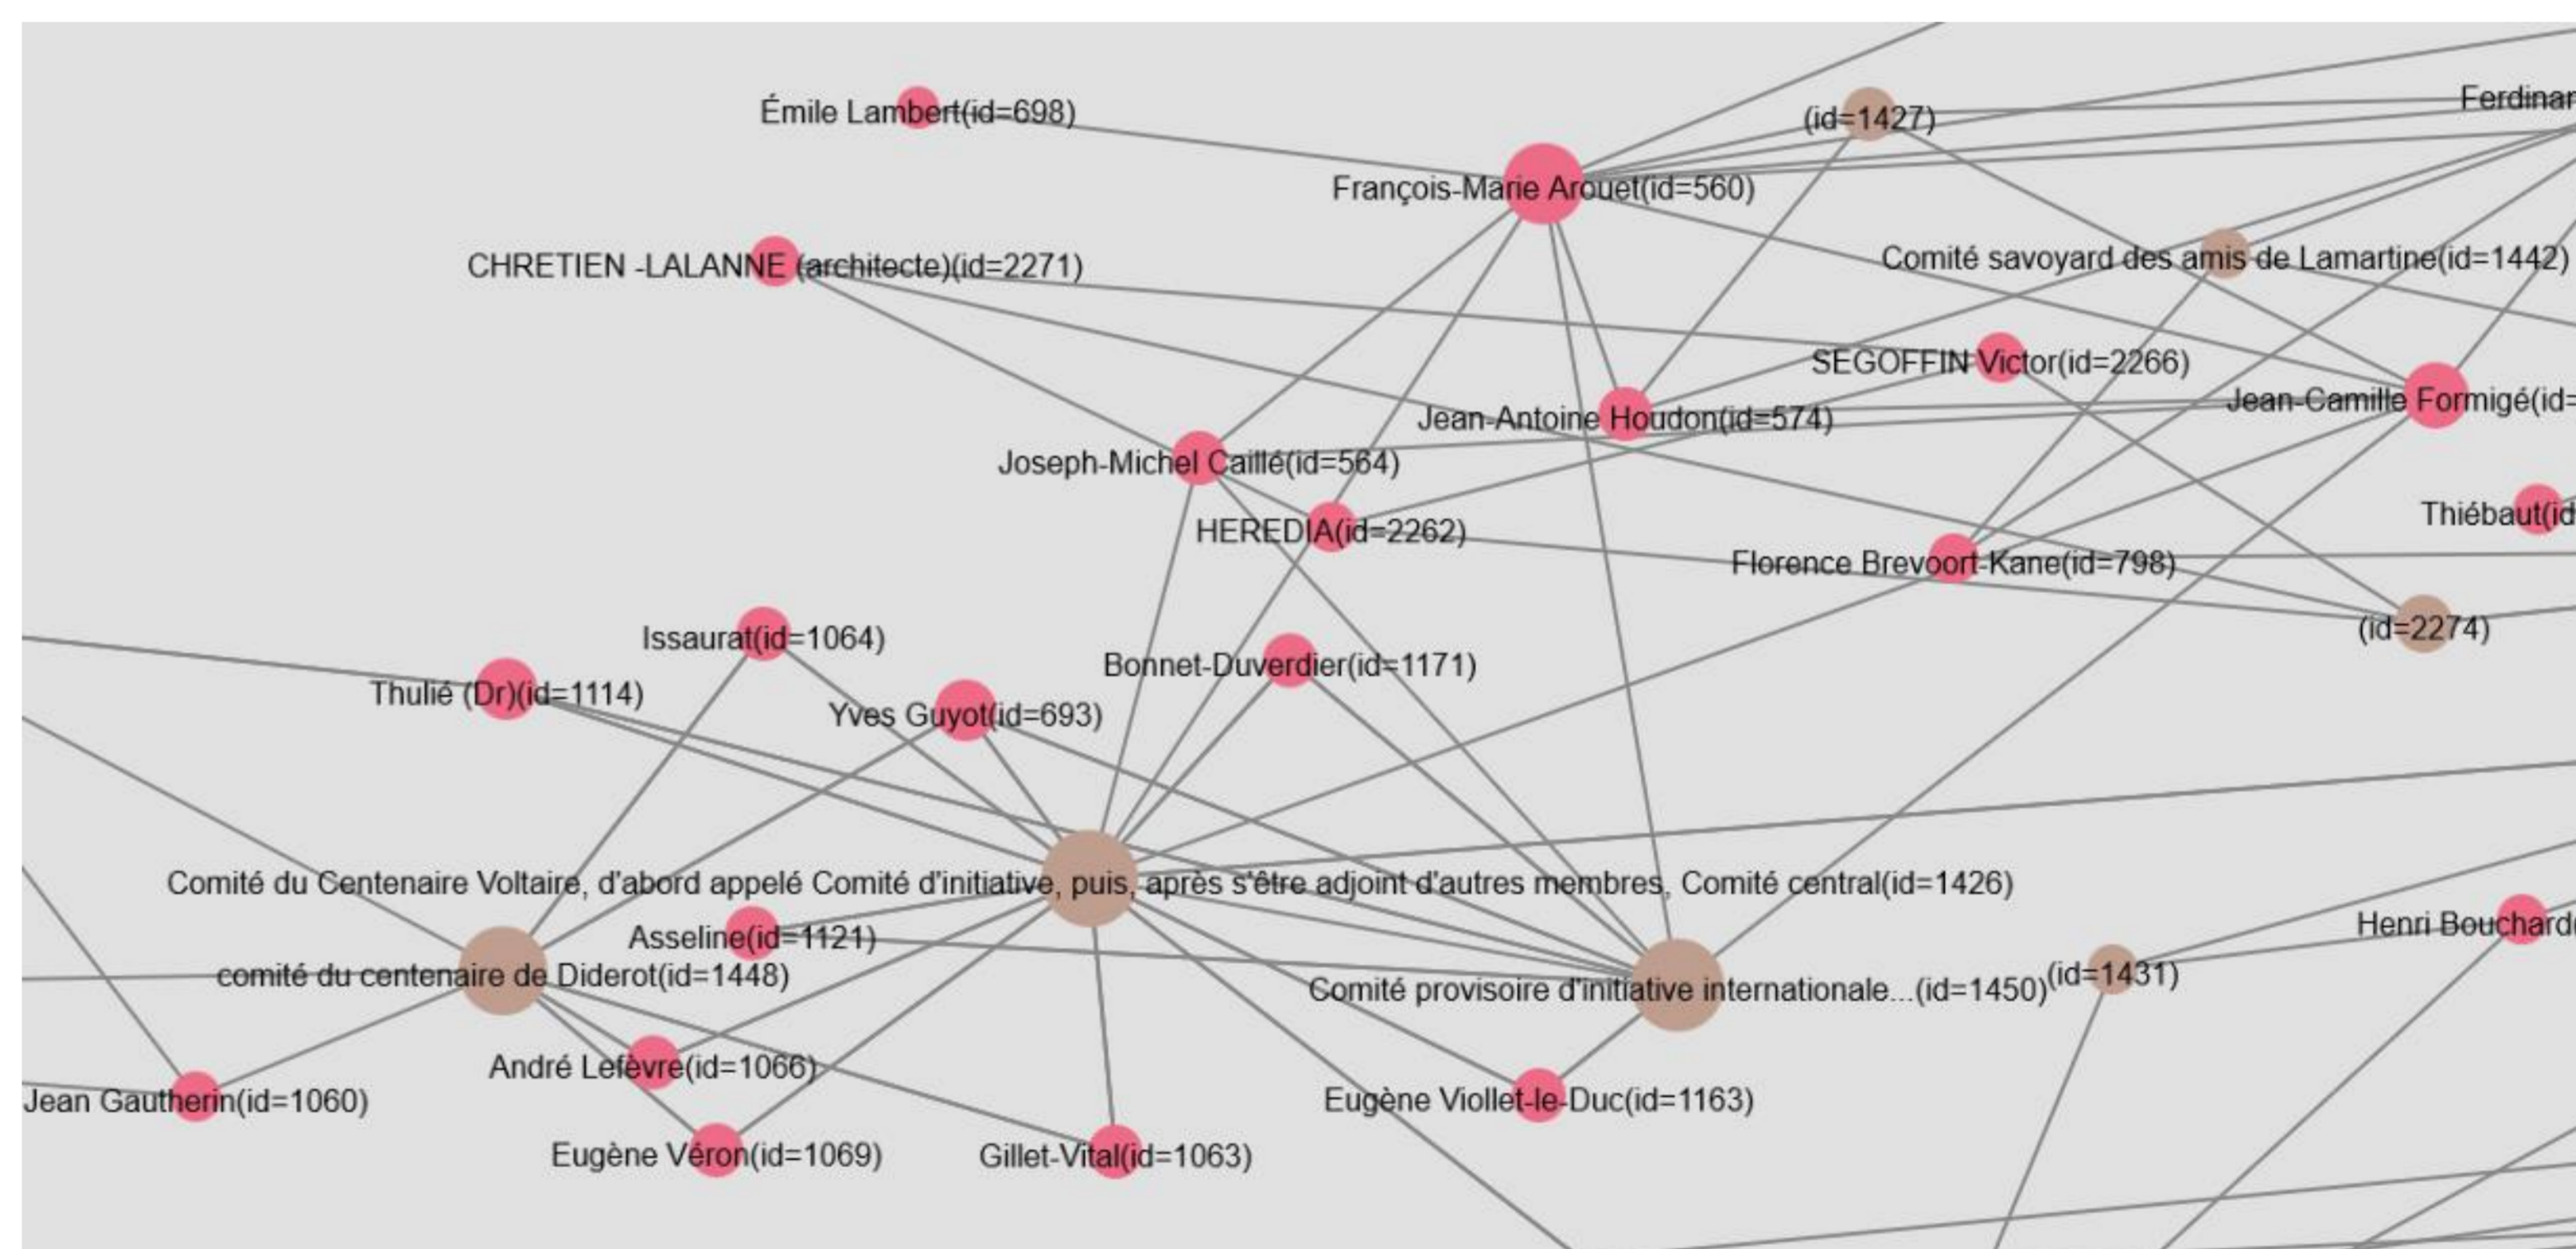 Ferdinar
Émile Lambert(id=698)
(id=1427)
François-Marie Arouet(id=560)
Comité savoyard des amis de Lamartine(id=1442)
CHRETIEN -LALANNE (architecte)(id=2271)
SEGOFFIN Victor(id=2266)
Jean-Camille Formigé(id=
Jean-Antoine Houdon(id=574)
Joseph-Michel Caillé(id=564)
Thiébaut(id
HEREDIA(id=2262)
Florence Brevoort-Kane(id=798)
(id=2274)
Issaurat(id=1064)
Bonnet-Duverdier(id=1171)
Thulié (Dr)(id=1114)
Yves Guyot(id=693)
Comité du Centenaire Voltaire, d'abord appelé Comité d'initiative, puis, après s'être adjoint d'autres membres, Comité central(id=1426)
Henri Bouchard(
Asseline(id=1121)
comité du centenaire de Diderot(id=1448)
(id=1431)
Comité provisoire d'initiative internationale...(id=1450)
André Lefèvre(id=1066)
Jean Gautherin(id=1060)
Eugène Viollet-le-Duc(id=1163)
Eugène Véron(id=1069)
Gillet-Vital(id=1063)